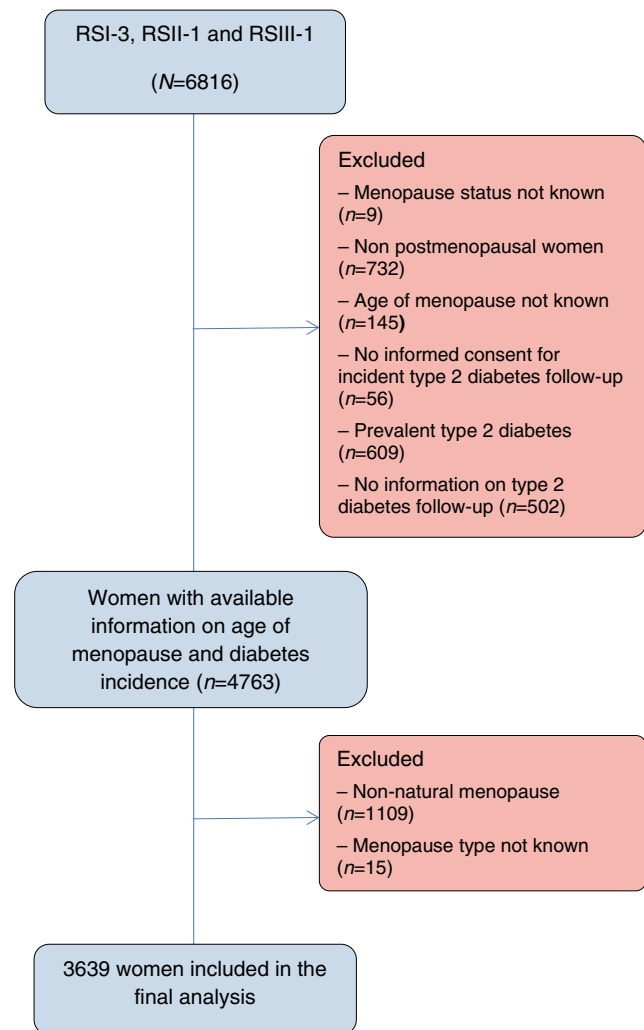 RSI-3, RSII-1 and RSIII-1
(N=6816)
Excluded
– Menopause status not known
(n=9)
– Non postmenopausal women
(n=732)
– Age of menopause not known
(n=145)
– No informed consent for
incident type 2 diabetes follow-up
(n=56)
– Prevalent type 2 diabetes
(n=609)
– No information on type 2
diabetes follow-up (n=502)
Women with available
information on age of
menopause and diabetes
incidence (n=4763)
Excluded
– Non-natural menopause
(n=1109)
– Menopause type not known
(n=15)
3639 women included in the
final analysis